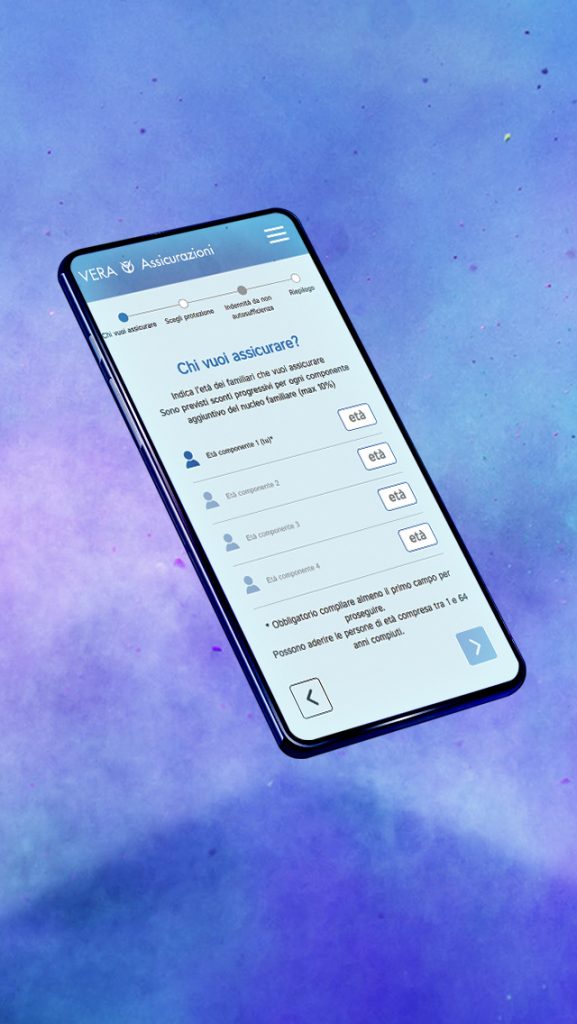 VERA Assicurazioni
Chi vuoi assicurare
Scegli protezione
Indennità da non
autosufficienza
Riepilogo
Chi vuoi assicurare?
Indica l'età dei familiari che vuoi assicurare
Sono previsti sconti progressivi per ogni componente
aggiuntivo del nucleo familiare (max 10%)
Età componente 1 (tu)*
età
Età componente 2
età
Età componente 3
età
Età componente 4
età
* Obbligatorio compilare almeno il primo campo per
proseguire.
Possono aderire le persone di età compresa tra 1 e 64
anni compiuti.